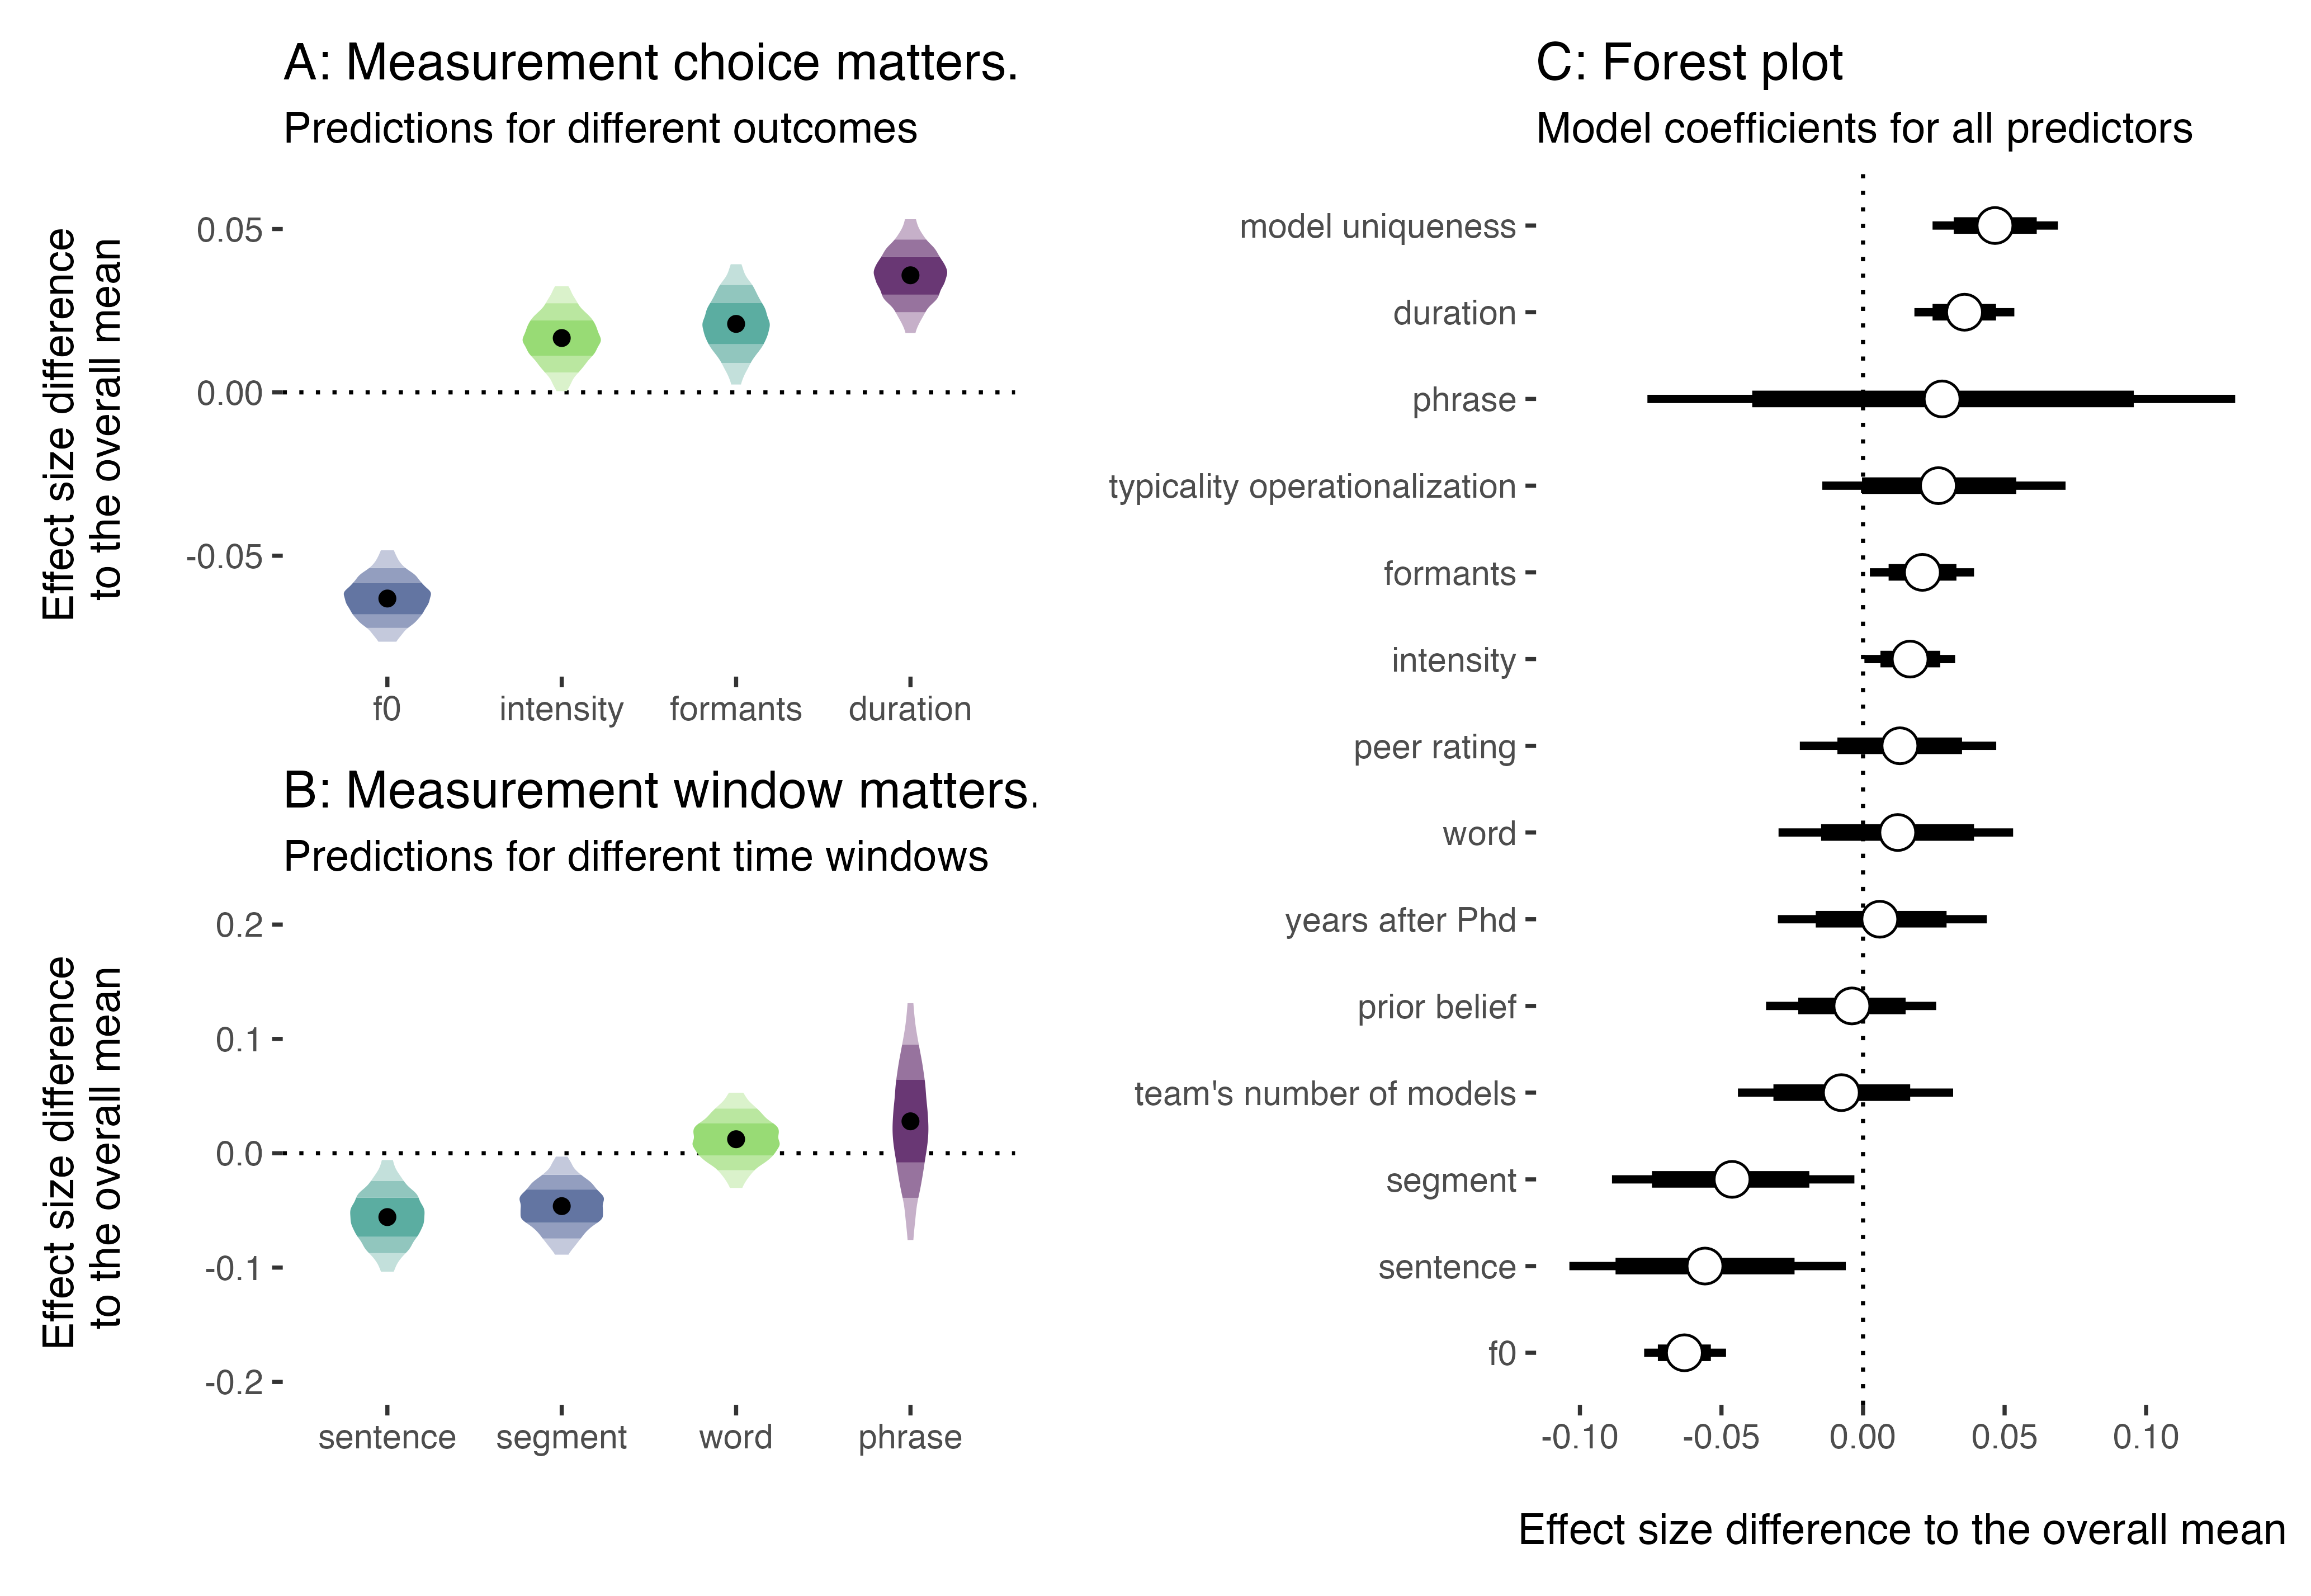 A: Measurement choice matters.
Predictions for different outcomes
Effect size difference
to the overall mean
0.05
0.00
-0.05
f0
intensity
formants
duration
B: Measurement window matters.
Predictions for different time windows
Effect size difference
to the overall mean
0.2
0.1
0.0
-0.1
-0.2
sentence
segment
word
phrase
C: Forest plot
Model coefficients for all predictors
model uniqueness
duration
phrase
typicality operationalization
formants
intensity
peer rating
word
years after Phd
prior belief
team's number of models
segment
sentence
f0
-0.10
-0.05
0.00
0.05
0.10
Effect size difference to the overall mean